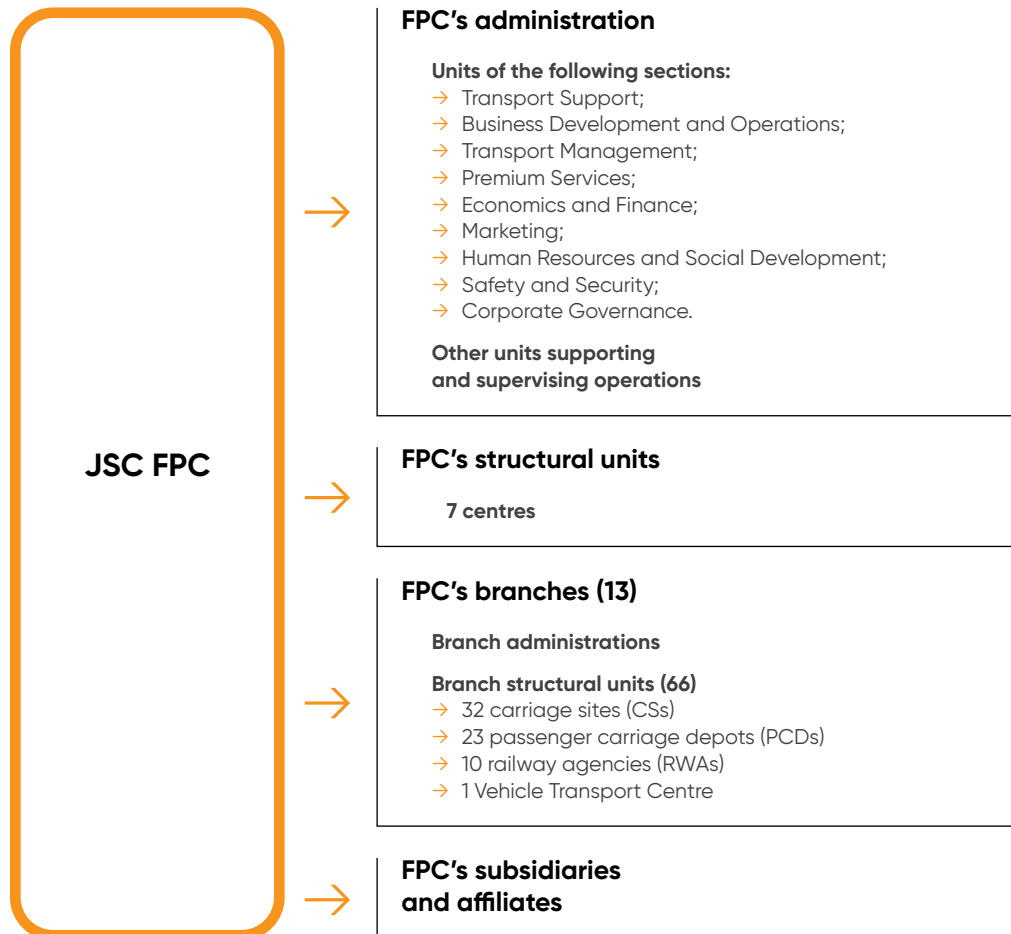 JSC FPC
FPC's administration
Units of the following sections:
→ Transport Support;
→ Business Development and Operations;
→ Transport Management;
→ Premium Services;
→ Economics and Finance;
→ Marketing;
→ Human Resources and Social Development;
→ Safety and Security;
→ Corporate Governance.
Other units supporting
and supervising operations
FPC's structural units
7 centres
FPC's branches (13)
Branch administrations
Branch structural units (66)
→ 32 carriage sites (CSs)
→ 23 passenger carriage depots (PCDs)
→ 10 railway agencies (RWAs)
→ 1 Vehicle Transport Centre
FPC's subsidiaries
and affiliates